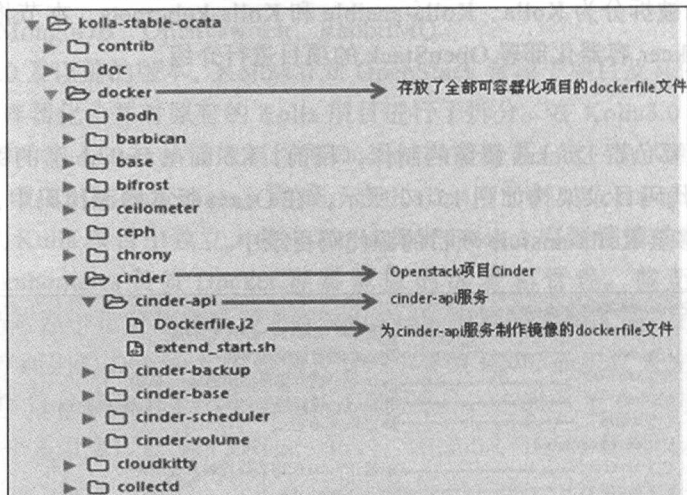 kolla-stable-ocata
contrib
doc
docker 存放了全部可容器化项目的dockerfile文件
aodh
barbican
base
bifrost
ceilometer
ceph
chrony
cinder Openstack项目Cinder
cinder-api cinder-api服务
Dockerfile.j2 为cinder-api服务制作镜像的dockerfile文件
extend_start.sh
cinder-backup
cinder-base
cinder-scheduler
cinder-volume
cloudkitty
collectd